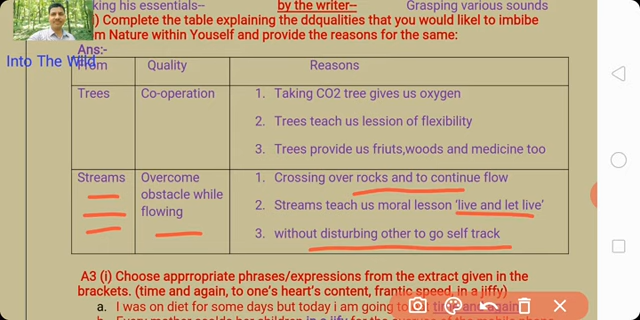 king his essentials--
by the writer--
Grasping various sounds
) Complete the table explaining the ddqualities that you would likel to imbibe
m Nature within Youself and provide the reasons for the same:
Ans:-
Into The Wild
From Quality Reasons
Trees Co-operation 1. Taking CO2 tree gives us oxygen
2. Trees teach us lession of flexibility
3. Trees provide us friuts,woods and medicine too
Streams Overcome obstacle while flowing 1. Crossing over rocks and to continue flow
2. Streams teach us moral lesson 'live and let live'
3. without disturbing other to go self track
A3 (i) Choose apprropriate phrases/expressions from the extract given in the
brackets. (time and again, to one's heart's content, frantic speed, in a jiffy)
a. I was on diet for some days but today i am going to time and again